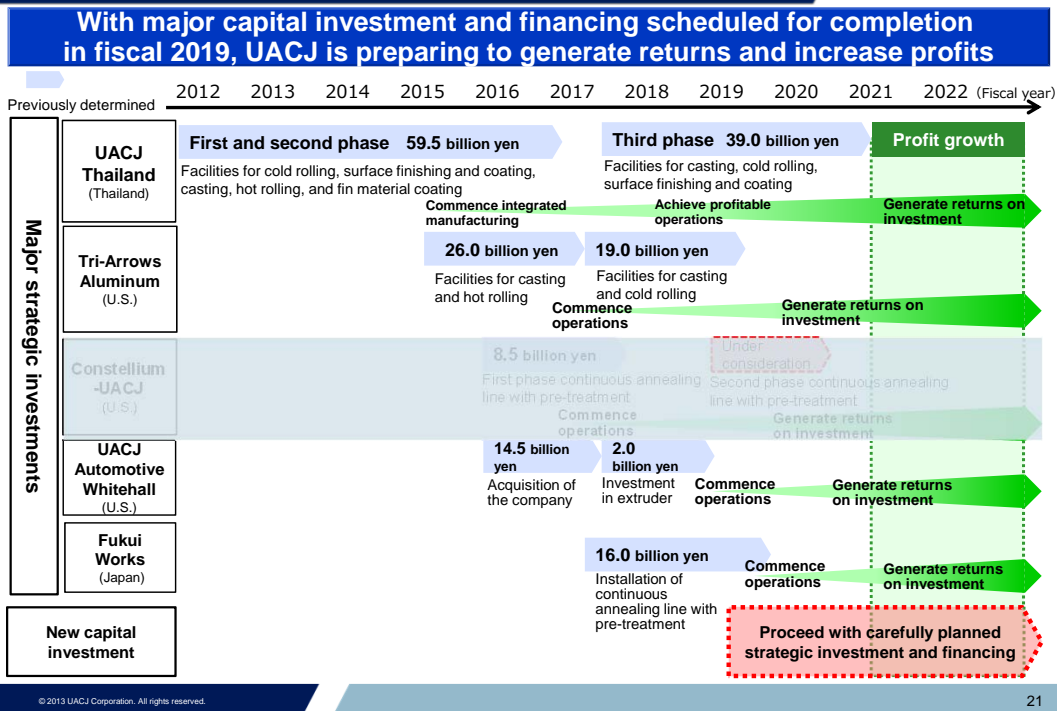 With major capital investment and financing scheduled for completion
in fiscal 2019, UACJ is preparing to generate returns and increase profits
Previously determined
2012 2013 2014 2015 2016 2017 2018 2019 2020 2021 2022 (Fiscal year)
Major strategic investments
UACJ
Thailand
(Thailand)
First and second phase 59.5 billion yen
Facilities for cold rolling, surface finishing and coating,
casting, hot rolling, and fin material coating
Third phase 39.0 billion yen
Facilities for casting, cold rolling,
surface finishing and coating
Profit growth
Commence integrated
manufacturing
Achieve profitable
operations
Generate returns on
investment
Tri-Arrows
Aluminum
(U.S.)
26.0 billion yen
Facilities for casting
and hot rolling
19.0 billion yen
Facilities for casting
and cold rolling
Commence
operations
Generate returns on
investment
Constellium
-UACJ
(U.S.)
8.5 billion yen
First phase continuous annealing
line with pre-treatment
Under
consideration
Second phase continuous annealing
line with pre-treatment
Commence
operations
Generate returns
on investment
UACJ
Automotive
Whitehall
(U.S.)
14.5 billion
yen
Acquisition of
the company
2.0
billion yen
Investment
in extruder
Commence
operations
Generate returns
on investment
Fukui
Works
(Japan)
16.0 billion yen
Installation of
continuous
annealing line with
pre-treatment
Commence
operations
Generate returns
on investment
New capital
investment
Proceed with carefully planned
strategic investment and financing
© 2013 UACJ Corporation. All rights reserved.
21